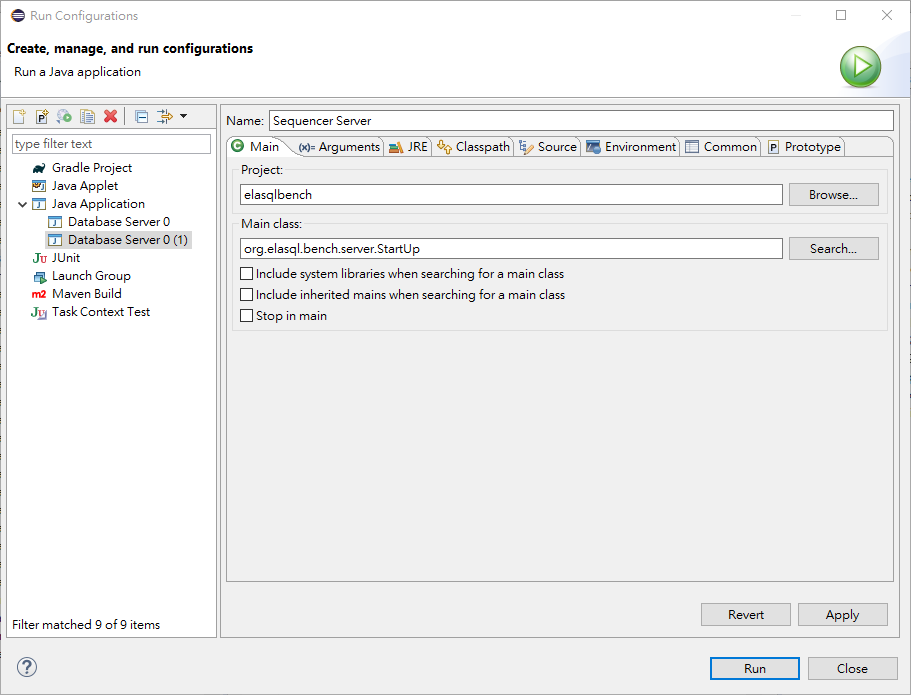 Run Configurations
Create, manage, and run configurations
Run a Java application
type filter text
Gradle Project
Java Applet
Java Application
Database Server 0
Database Server 0 (1)
JUnit
Launch Group
Maven Build
Task Context Test
Filter matched 9 of 9 items
Name: Sequencer Server
Main (x)= Arguments JRE Classpath Source Environment Common Prototype
Project:
elasqlbench Browse...
Main class:
org.elasql.bench.server.StartUp Search...
Include system libraries when searching for a main class
Include inherited mains when searching for a main class
Stop in main
Revert Apply
Run Close